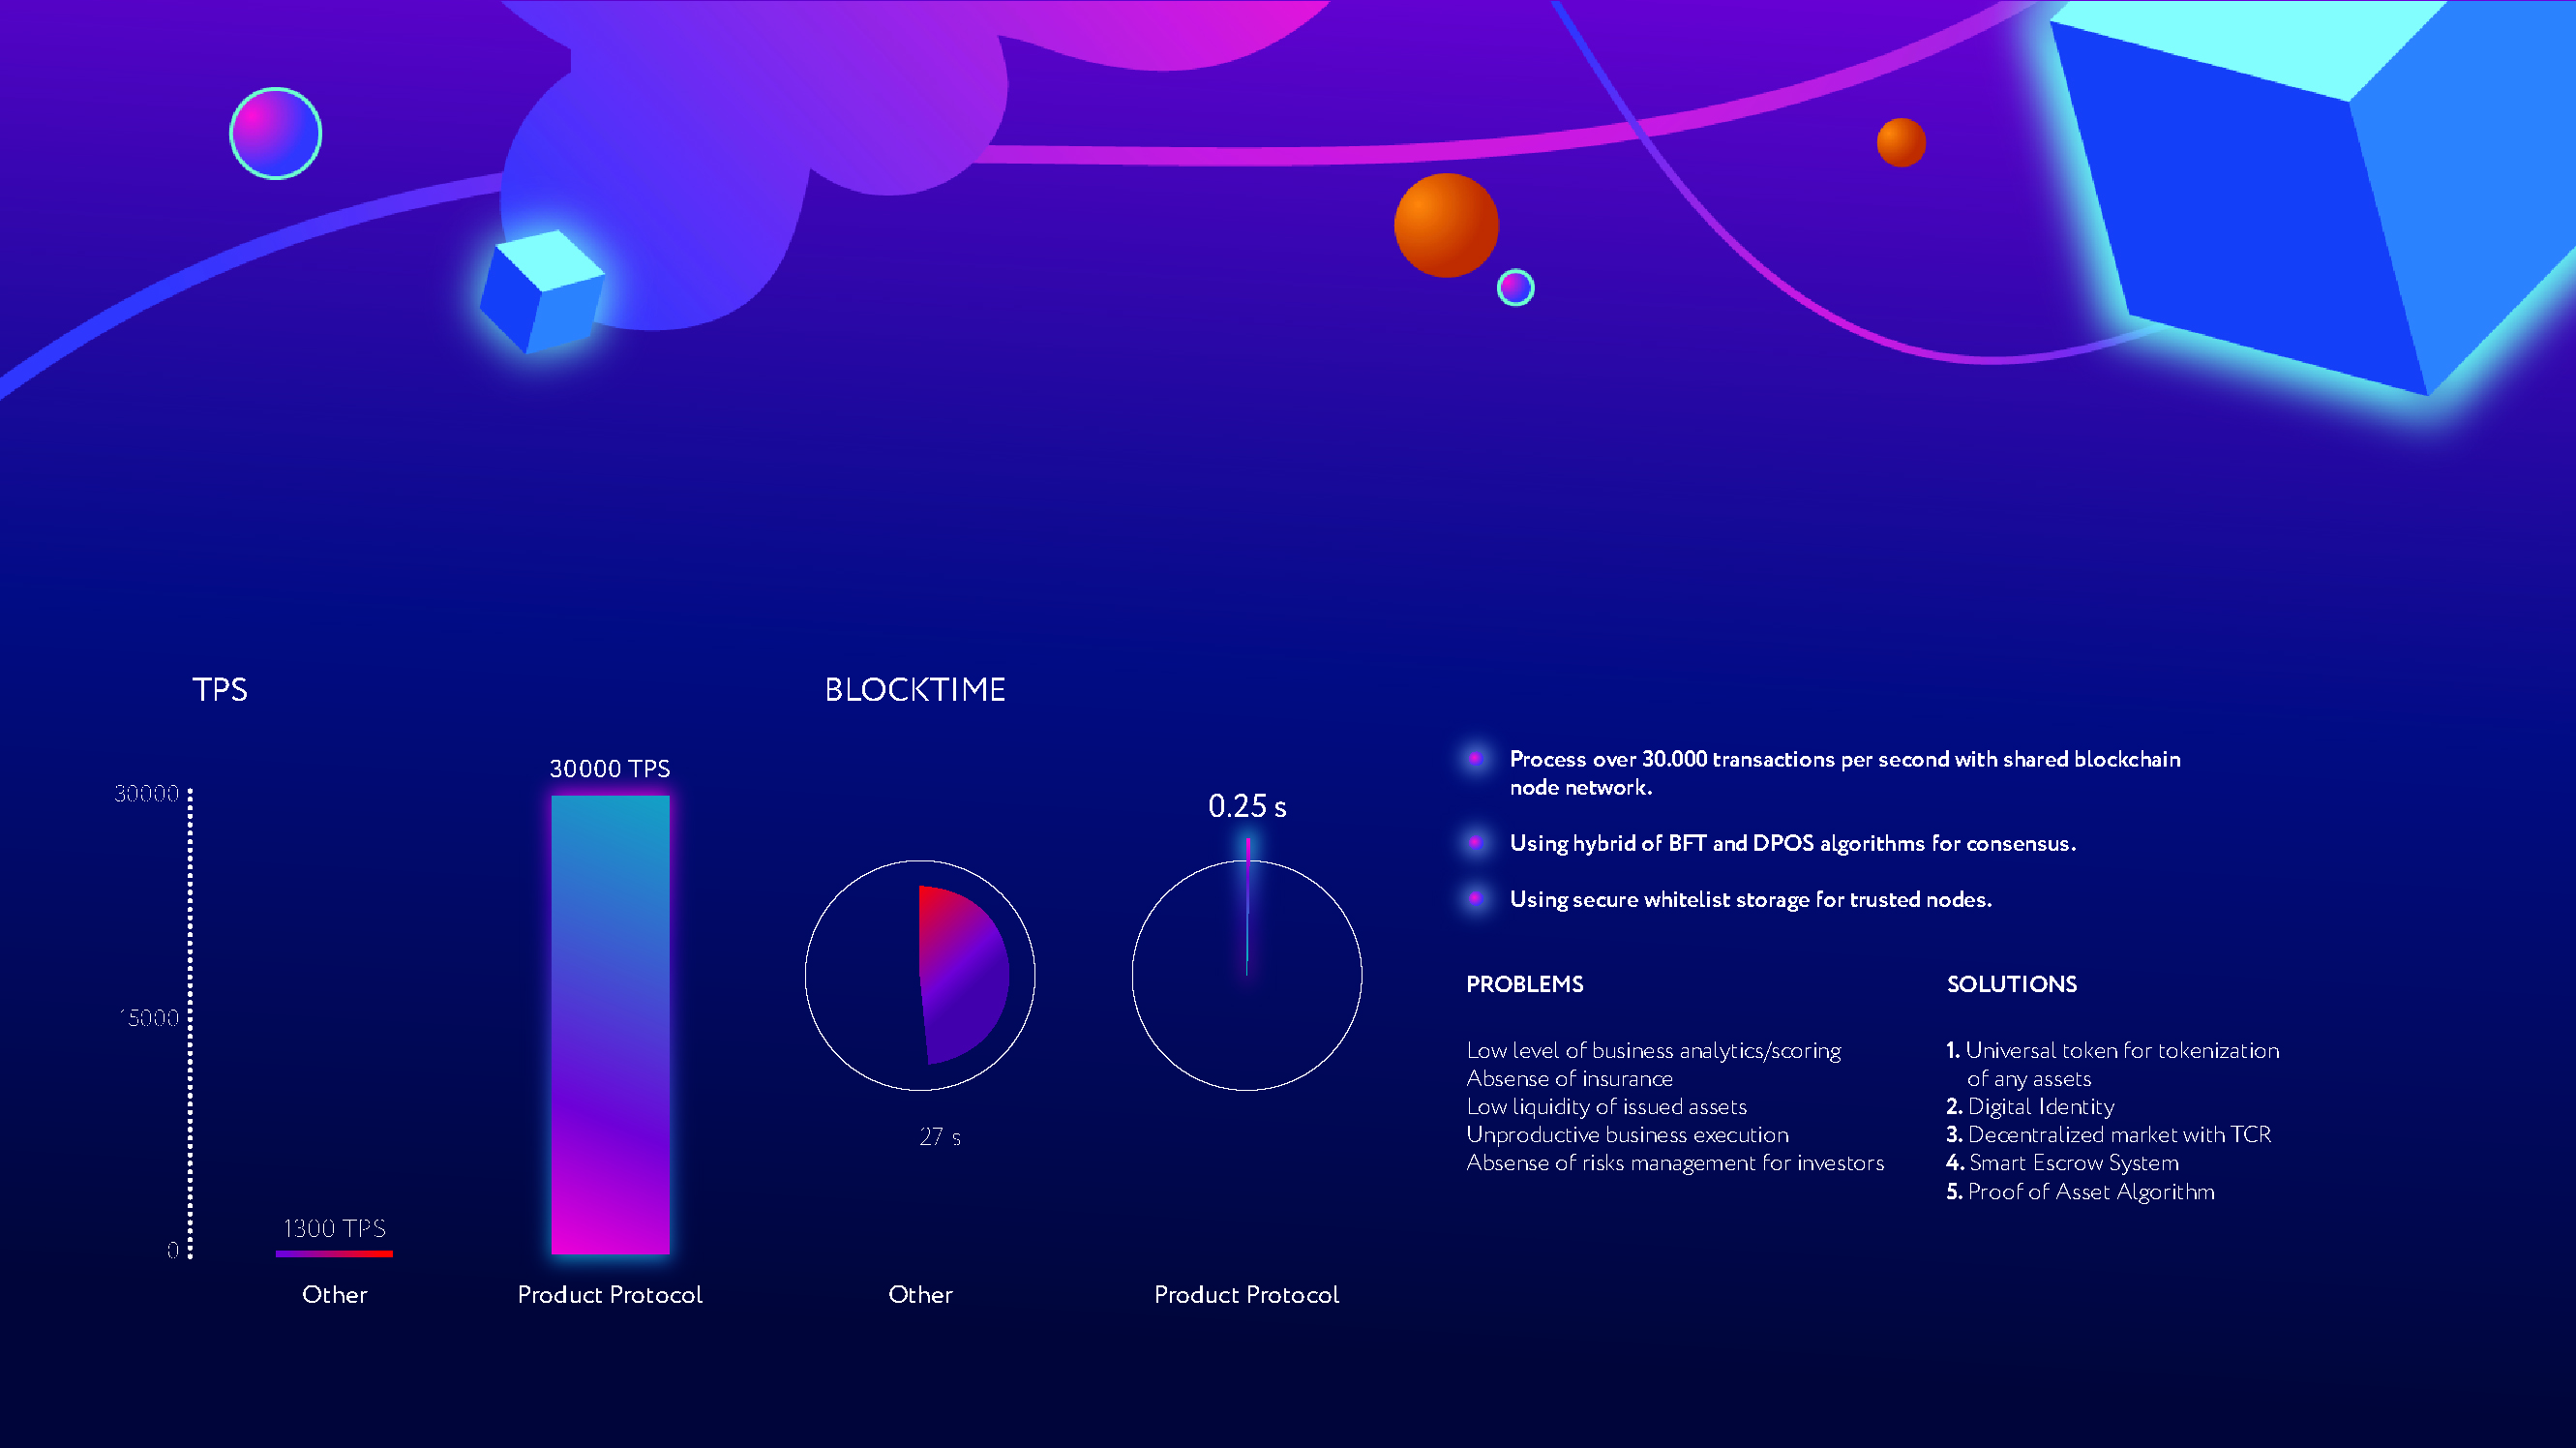 TPS
30000
15000
0
1300 TPS
Other
30000 TPS
Product Protocol
BLOCKTIME
27 s
Other
0.25 s
Product Protocol
Process over 30.000 transactions per second with shared blockchain
node network.
Using hybrid of BFT and DPOS algorithms for consensus.
Using secure whitelist storage for trusted nodes.
PROBLEMS
Low level of business analytics/scoring
Absense of insurance
Low liquidity of issued assets
Unproductive business execution
Absense of risks management for investors
SOLUTIONS
1. Universal token for tokenization
of any assets
2. Digital Identity
3. Decentralized market with TCR
4. Smart Escrow System
5. Proof of Asset Algorithm